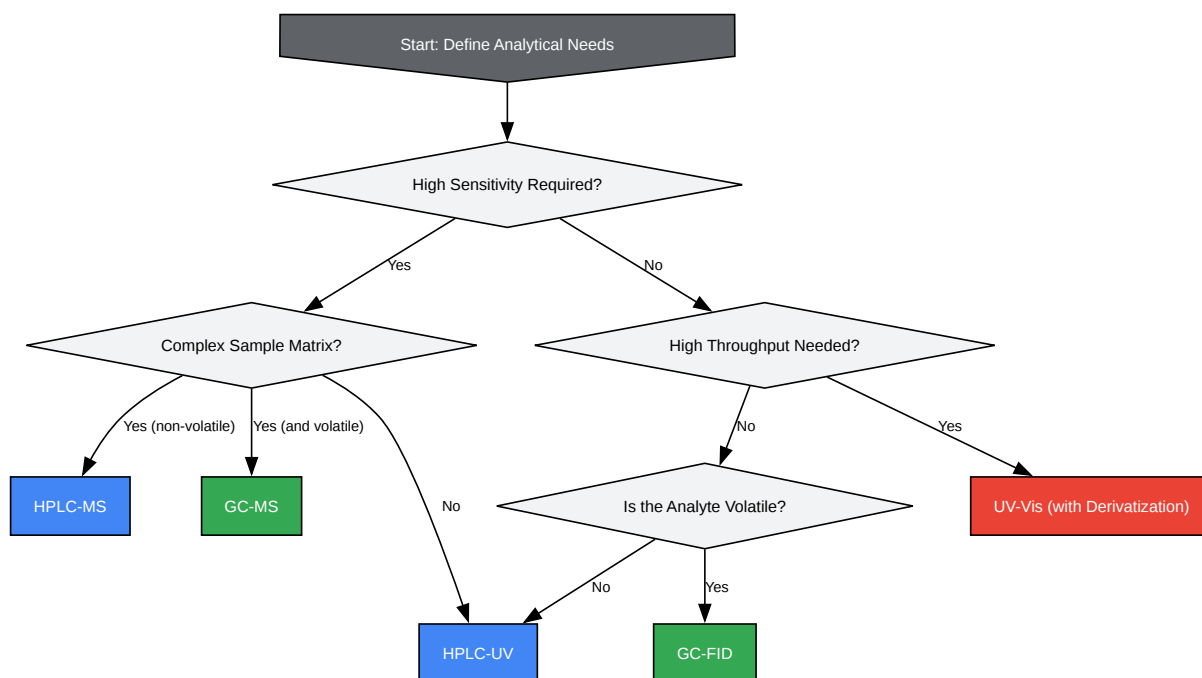 Start: Define Analytical Needs
High Sensitivity Required?
Yes
No
Complex Sample Matrix?
High Throughput Needed?
Yes (non-volatile)
Yes (and volatile)
No
Yes
HPLC-MS
GC-MS
No
Is the Analyte Volatile?
UV-Vis (with Derivatization)
No
Yes
HPLC-UV
GC-FID